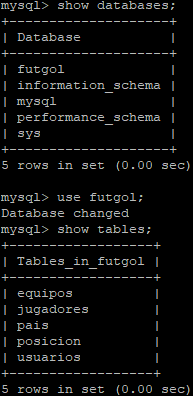 mysql> show databases;
+--------------------+
| Database           |
+--------------------+
| futgol             |
| information_schema |
| mysql              |
| performance_schema |
| sys                |
+--------------------+
5 rows in set (0.00 sec)

mysql> use futgol;
Database changed
mysql> show tables;
+------------------+
| Tables_in_futgol |
+------------------+
| equipos          |
| jugadores        |
| pais             |
| posicion         |
| usuarios         |
+------------------+
5 rows in set (0.00 sec)